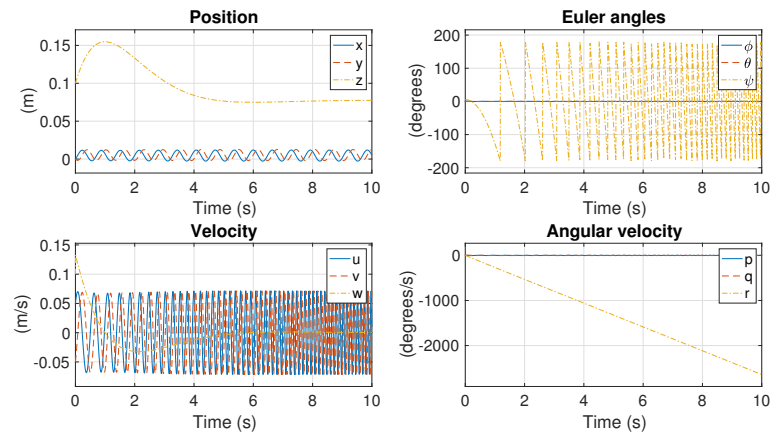 Position
0.15
0.1
0.05
0
(m)
0 2 4 6 8 10
Time (s)
x
y
z
Euler angles
200
100
0
-100
-200
(degrees)
0 2 4 6 8 10
Time (s)
ϕ
θ
ψ
Velocity
0.15
0.1
0.05
0
-0.05
(m/s)
0 2 4 6 8 10
Time (s)
u
v
w
Angular velocity
0
-1000
-2000
(degrees/s)
0 2 4 6 8 10
Time (s)
p
q
r